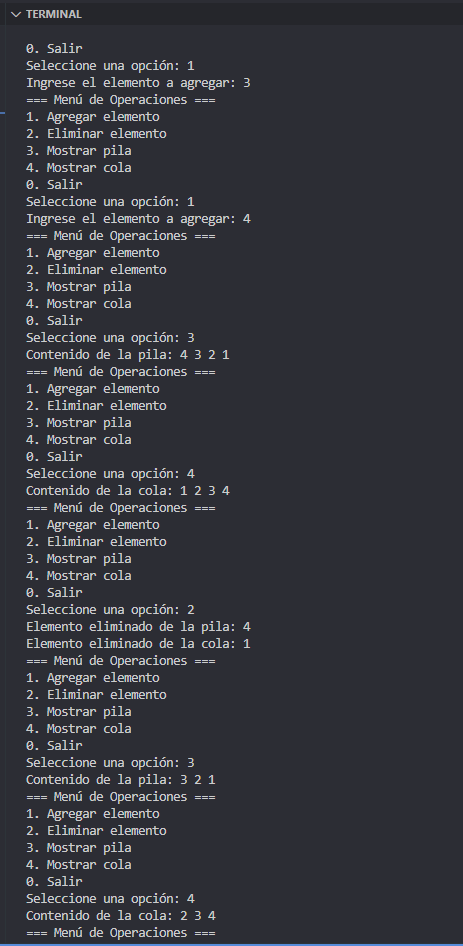 TERMINAL
0. Salir
Seleccione una opción: 1
Ingrese el elemento a agregar: 3
=== Menú de Operaciones ===
1. Agregar elemento
2. Eliminar elemento
3. Mostrar pila
4. Mostrar cola
0. Salir
Seleccione una opción: 1
Ingrese el elemento a agregar: 4
=== Menú de Operaciones ===
1. Agregar elemento
2. Eliminar elemento
3. Mostrar pila
4. Mostrar cola
0. Salir
Seleccione una opción: 3
Contenido de la pila: 4 3 2 1
=== Menú de Operaciones ===
1. Agregar elemento
2. Eliminar elemento
3. Mostrar pila
4. Mostrar cola
0. Salir
Seleccione una opción: 4
Contenido de la cola: 1 2 3 4
=== Menú de Operaciones ===
1. Agregar elemento
2. Eliminar elemento
3. Mostrar pila
4. Mostrar cola
0. Salir
Seleccione una opción: 2
Elemento eliminado de la pila: 4
Elemento eliminado de la cola: 1
=== Menú de Operaciones ===
1. Agregar elemento
2. Eliminar elemento
3. Mostrar pila
4. Mostrar cola
0. Salir
Seleccione una opción: 3
Contenido de la pila: 3 2 1
=== Menú de Operaciones ===
1. Agregar elemento
2. Eliminar elemento
3. Mostrar pila
4. Mostrar cola
0. Salir
Seleccione una opción: 4
Contenido de la cola: 2 3 4
=== Menú de Operaciones ===